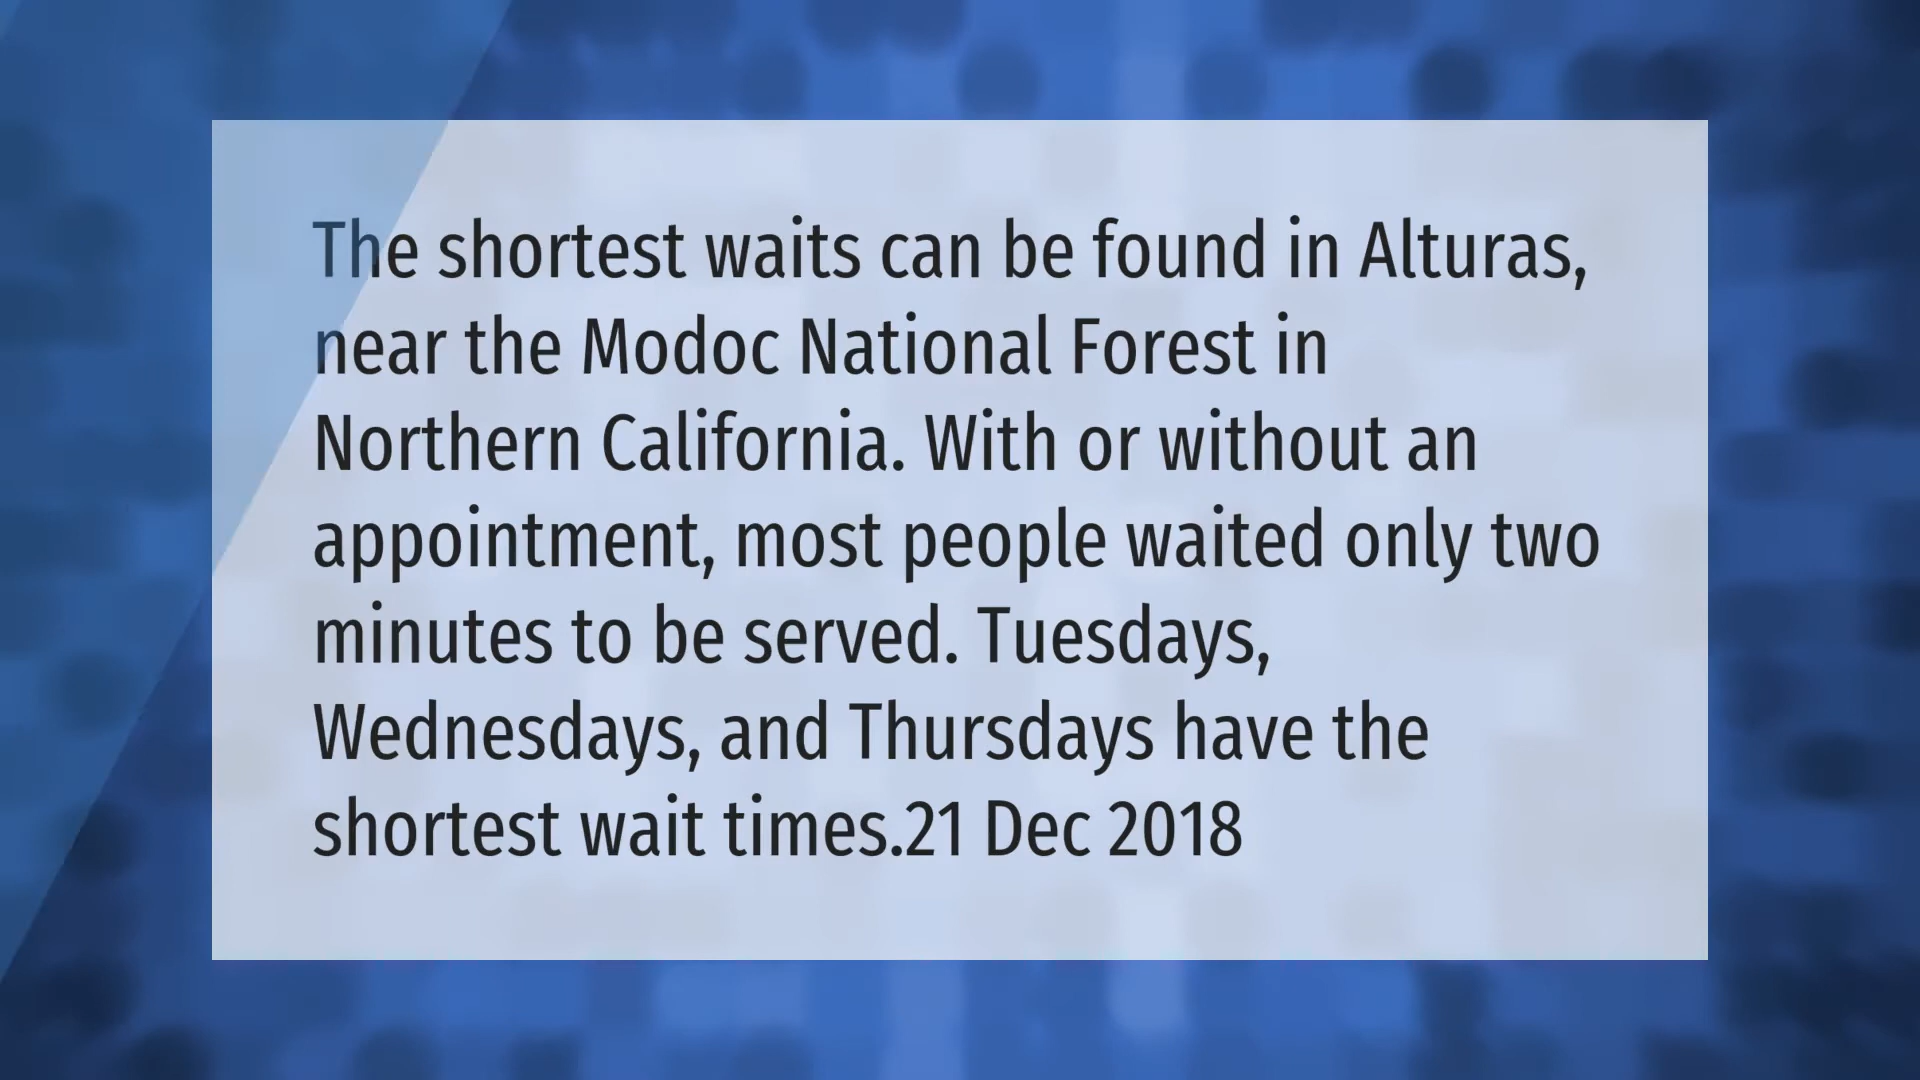 The shortest waits can be found in Alturas,
near the Modoc National Forest in
Northern California. With or without an
appointment, most people waited only two
minutes to be served. Tuesdays,
Wednesdays, and Thursdays have the
shortest wait times.21 Dec 2018